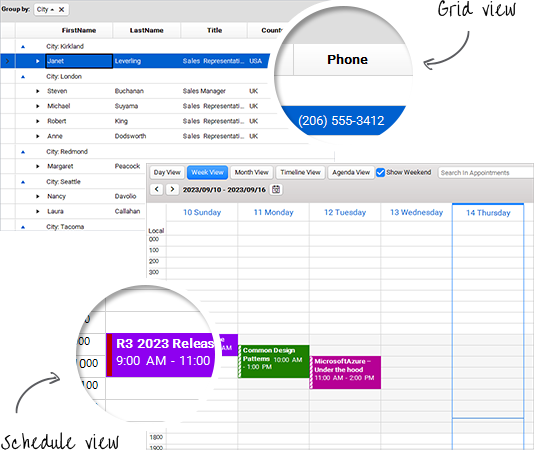 Group by: City
Grid view
FirstName LastName Title Count
City: Kirkland
Janet Leverling Sales Representati... USA
Phone
(206) 555-3412
City: London
Steven Buchanan Sales Manager UK
Michael Suyama Sales Representati... UK
Robert King Sales Representati... UK
Anne Dodsworth Sales Representati... UK
City: Redmond
Margaret Peacock
City: Seattle
Nancy Davolio
Laura Callahan
City: Tacoma
Day View Week View Month View Timeline View Agenda View Show Weekend Search In Appointments
2023/09/10 - 2023/09/16
10 Sunday 11 Monday 12 Tuesday 13 Wednesday 14 Thursday
Local
000
100
200
300
R3 2023 Releas
9:00 AM - 11:00
AM
000
100
Common Design
Patterns 10:00 AM
- 1:00 PM
MicrosoftAzure –
Under the hood
11:00 AM - 2:00 PM
Schedule view
1800
1900